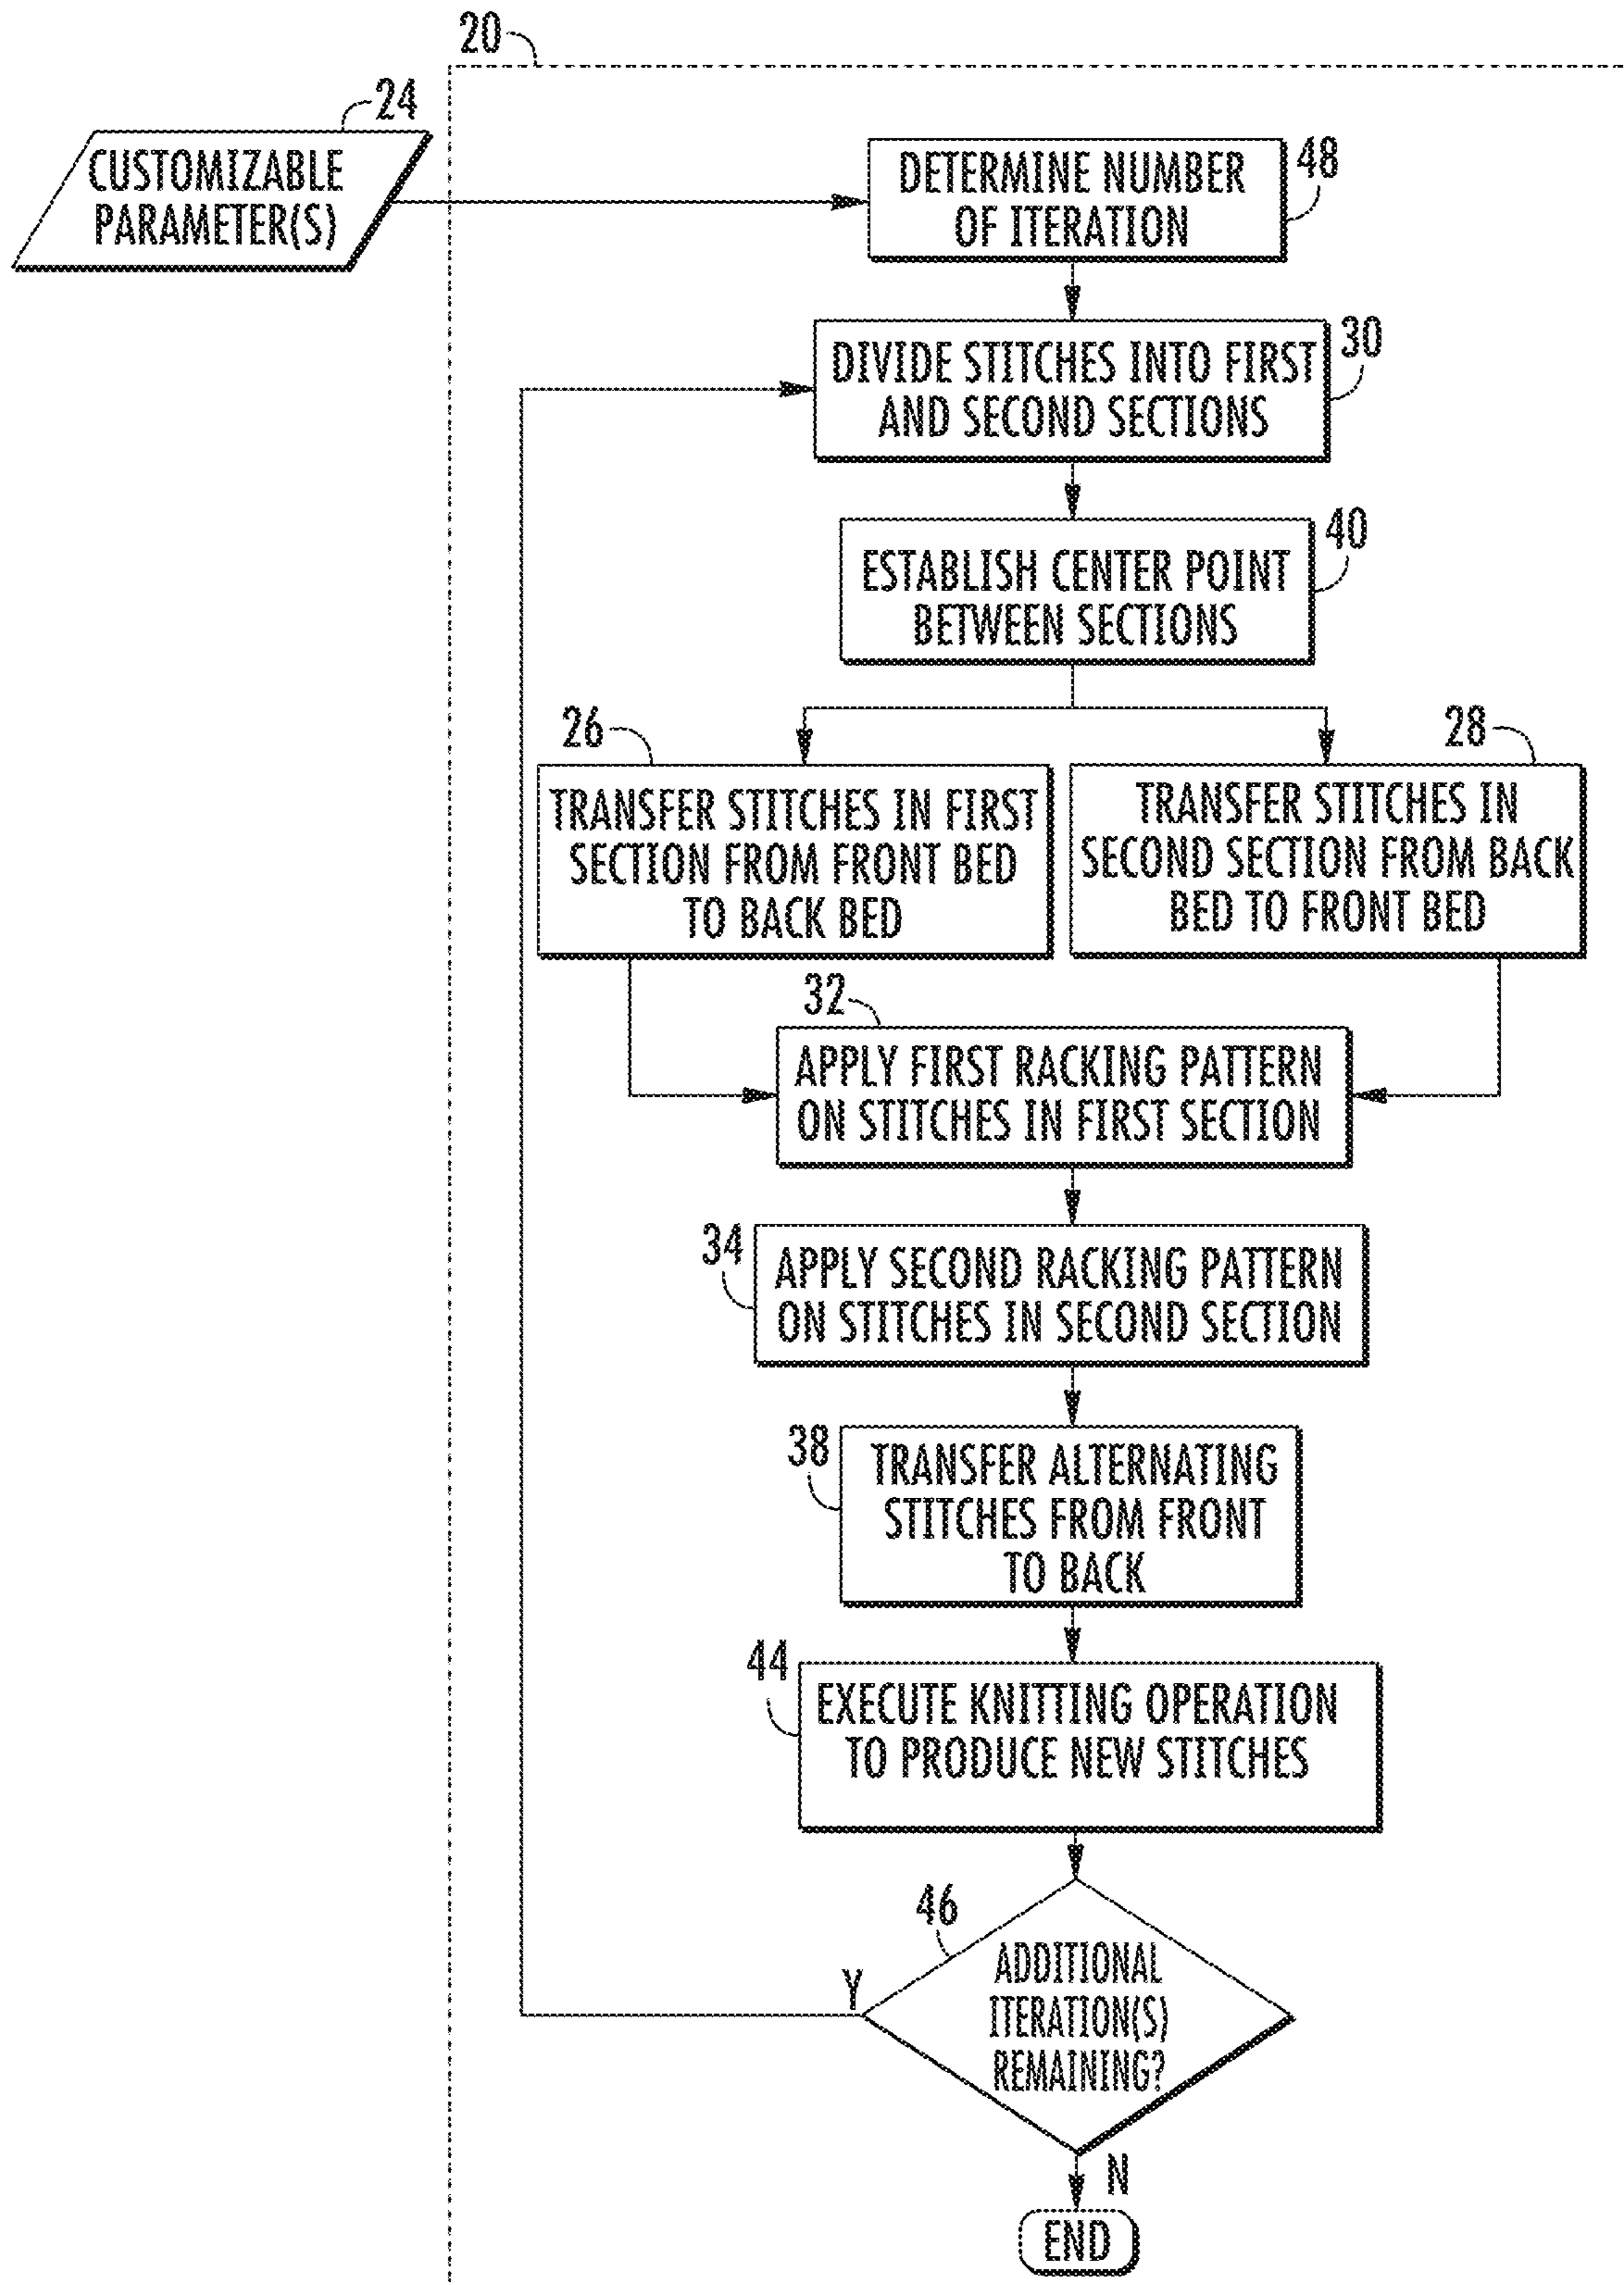 20
24
CUSTOMIZABLE
PARAMETER(S)
DETERMINE NUMBER
OF ITERATION
48
DIVIDE STITCHES INTO FIRST
AND SECOND SECTIONS
30
ESTABLISH CENTER POINT
BETWEEN SECTIONS
40
26
TRANSFER STITCHES IN FIRST
SECTION FROM FRONT BED
TO BACK BED
28
TRANSFER STITCHES IN
SECOND SECTION FROM BACK
BED TO FRONT BED
32
APPLY FIRST RACKING PATTERN
ON STITCHES IN FIRST SECTION
34
APPLY SECOND RACKING PATTERN
ON STITCHES IN SECOND SECTION
38
TRANSFER ALTERNATING
STITCHES FROM FRONT
TO BACK
44
EXECUTE KNITTING OPERATION
TO PRODUCE NEW STITCHES
46
ADDITIONAL
ITERATION(S)
REMAINING?
Y
N
END